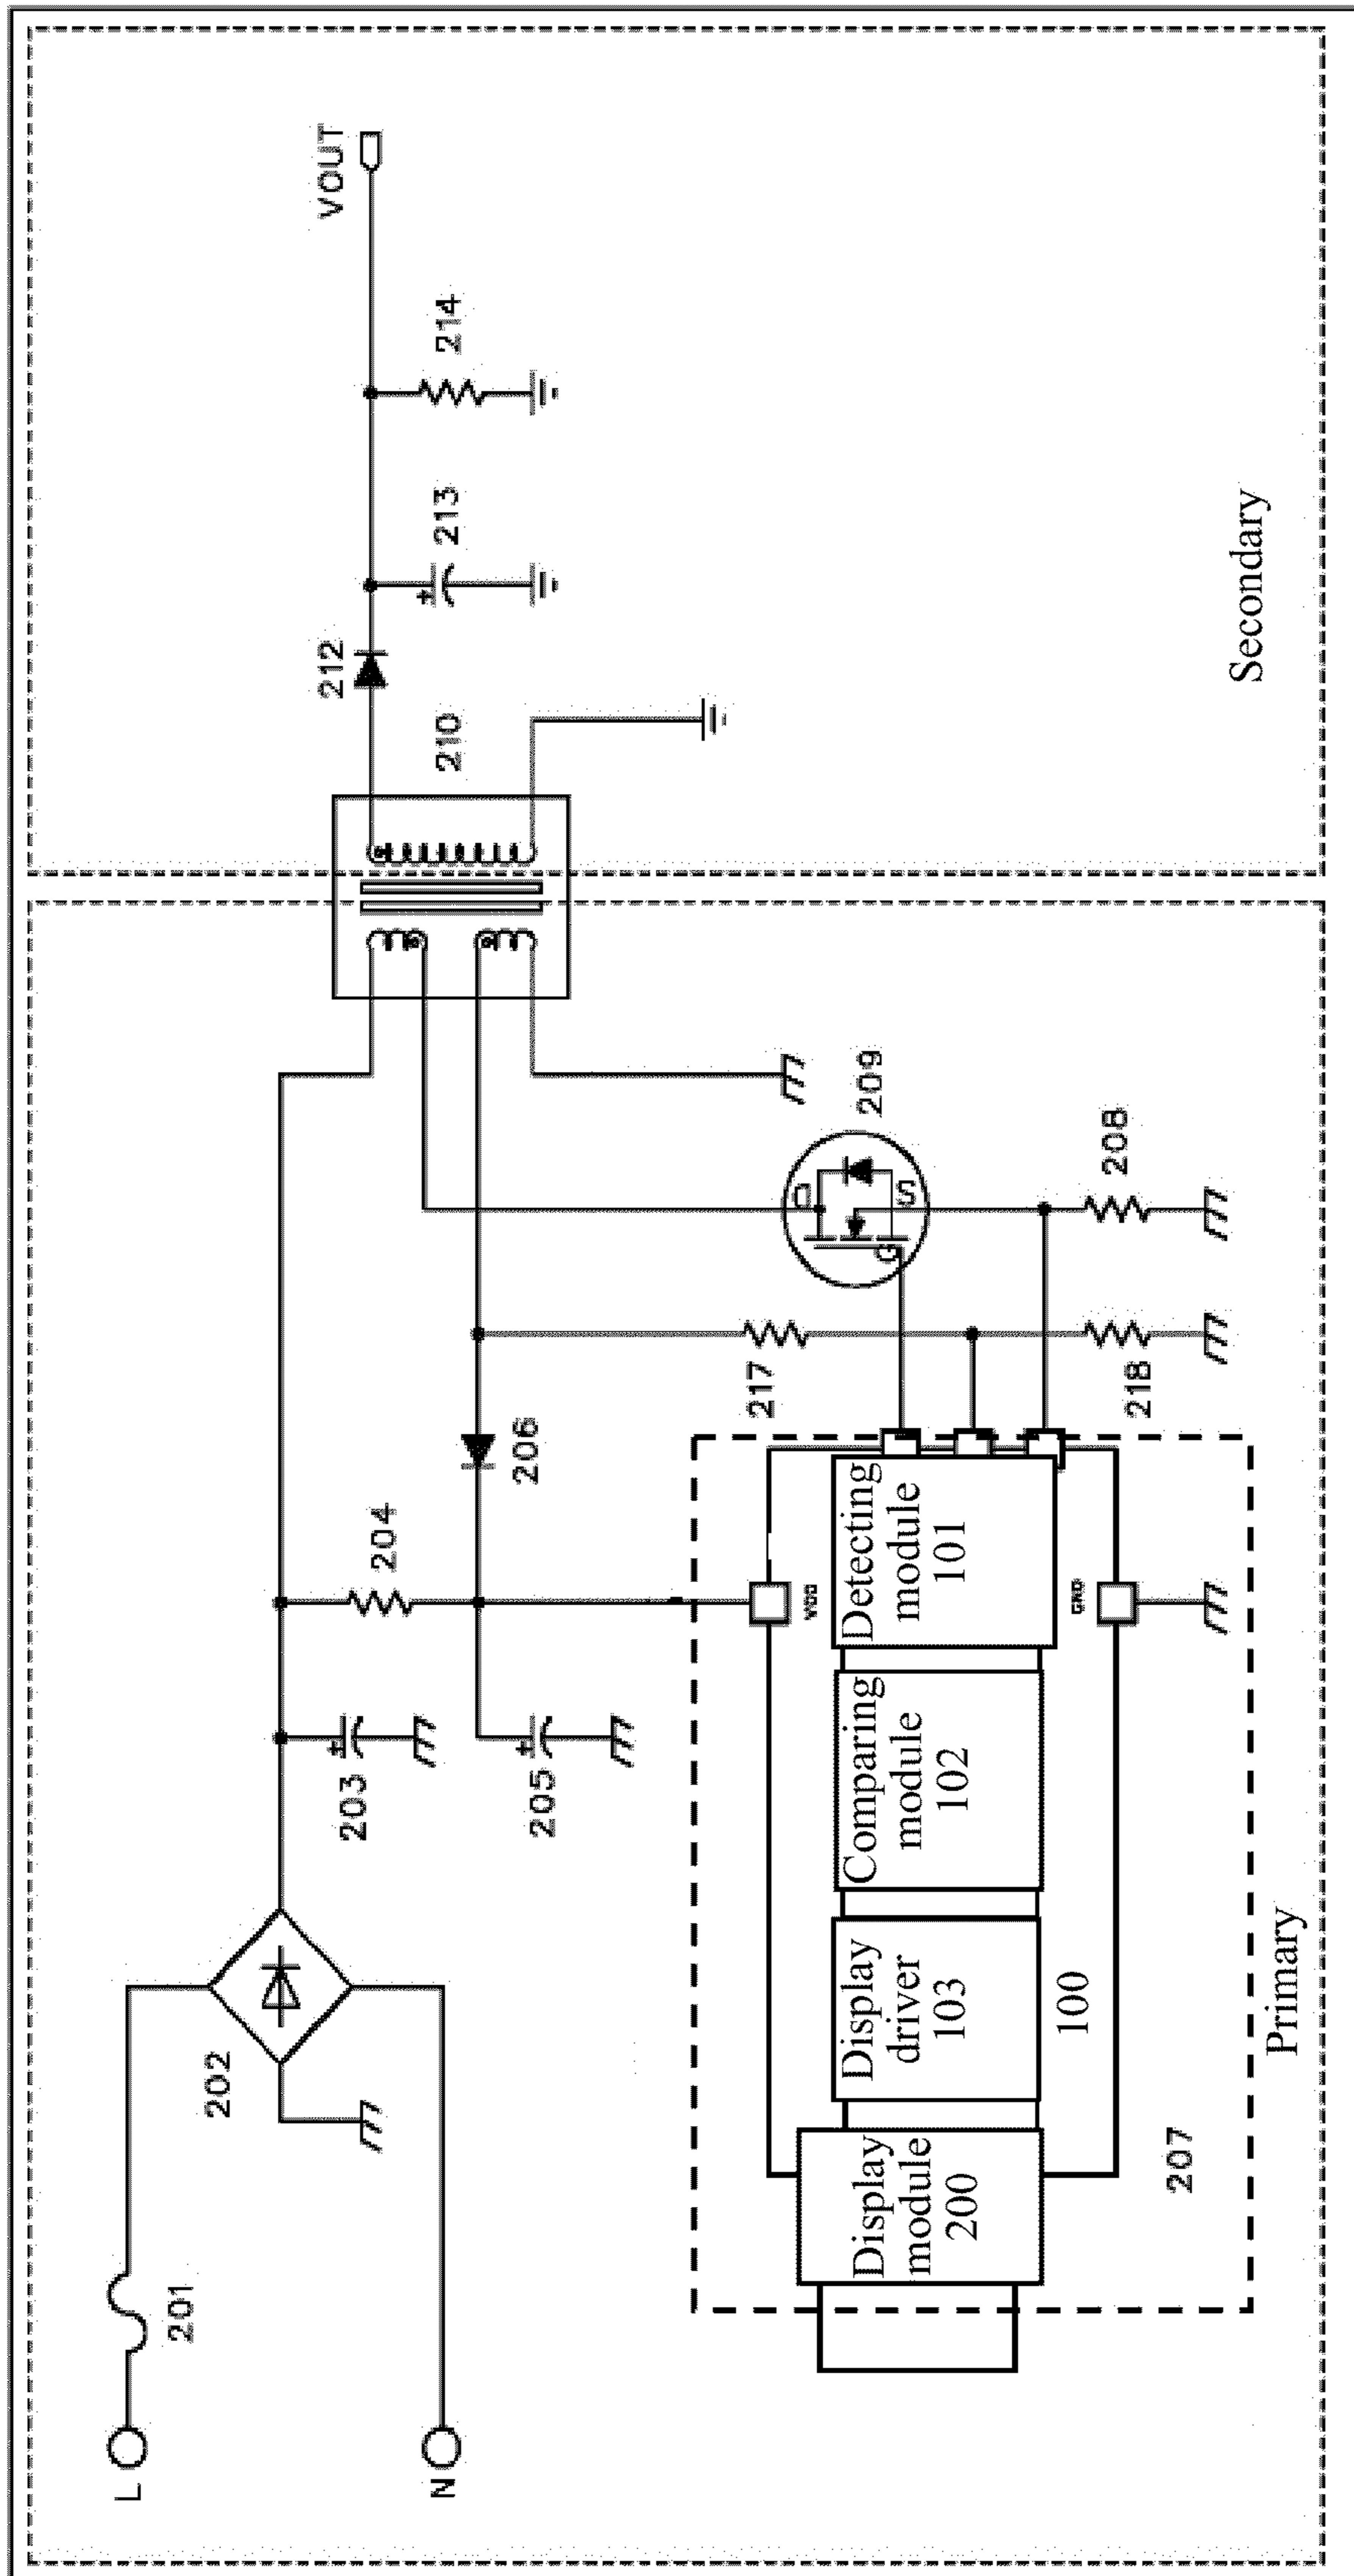 L
201
N
202
203
204
205
206
210
212
213
214
VOUT
217
218
209
D
G
S
208
VDD
GND
Display
module
200
Display
driver
103
Comparing
module
102
Detecting
module
101
100
207
Primary
Secondary